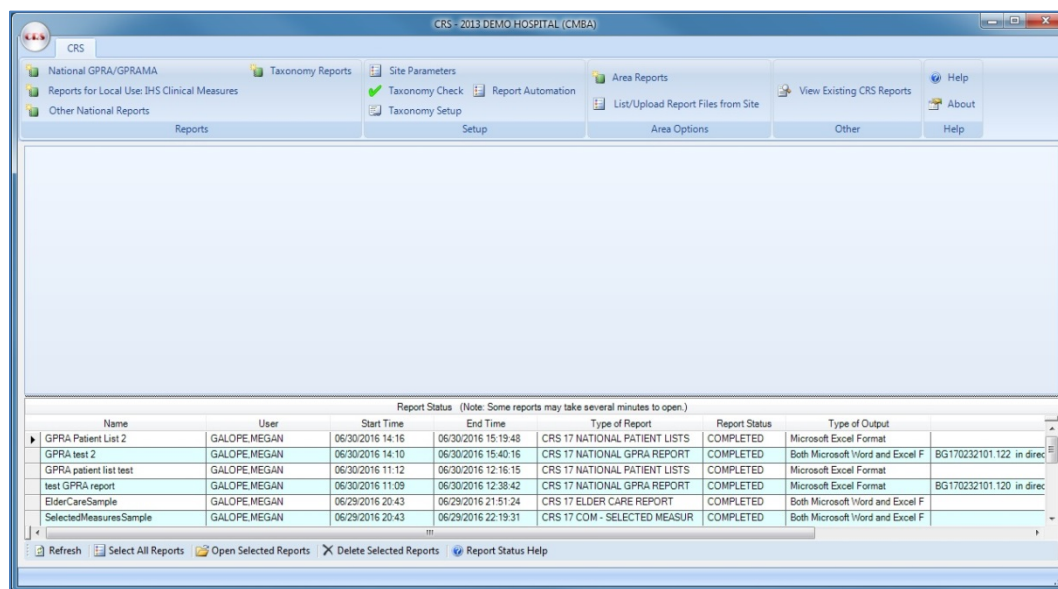 CRS - 2013 DEMO HOSPITAL (CMBA)
CRS
CRS
National GPRA/GPRAMA Taxonomy Reports Site Parameters Area Reports View Existing CRS Reports Help
Reports for Local Use: IHS Clinical Measures Taxonomy Check Report Automation List/Upload Report Files from Site About
Other National Reports Taxonomy Setup
Reports Setup Area Options Other Help
Report Status (Note: Some reports may take several minutes to open.)
Name User Start Time End Time Type of Report Report Status Type of Output
GPRA Patient List 2 GALOPE,MEGAN 06/30/2016 14:16 06/30/2016 15:19:48 CRS 17 NATIONAL PATIENT LISTS COMPLETED Microsoft Excel Format
GPRA test 2 GALOPE,MEGAN 06/30/2016 14:10 06/30/2016 15:40:16 CRS 17 NATIONAL GPRA REPORT COMPLETED Both Microsoft Word and Excel F BG170232101.122 in direc
GPRA patient list test GALOPE,MEGAN 06/30/2016 11:12 06/30/2016 12:16:15 CRS 17 NATIONAL PATIENT LISTS COMPLETED Microsoft Excel Format
test GPRA report GALOPE,MEGAN 06/30/2016 11:09 06/30/2016 12:38:42 CRS 17 NATIONAL GPRA REPORT COMPLETED Microsoft Excel Format BG170232101.120 in direc
ElderCareSample GALOPE,MEGAN 06/29/2016 20:43 06/29/2016 21:51:24 CRS 17 ELDER CARE REPORT COMPLETED Both Microsoft Word and Excel F
SelectedMeasuresSample GALOPE,MEGAN 06/29/2016 20:43 06/29/2016 22:19:31 CRS 17 COM - SELECTED MEASUR COMPLETED Both Microsoft Word and Excel F
Refresh Select All Reports Open Selected Reports Delete Selected Reports Report Status Help